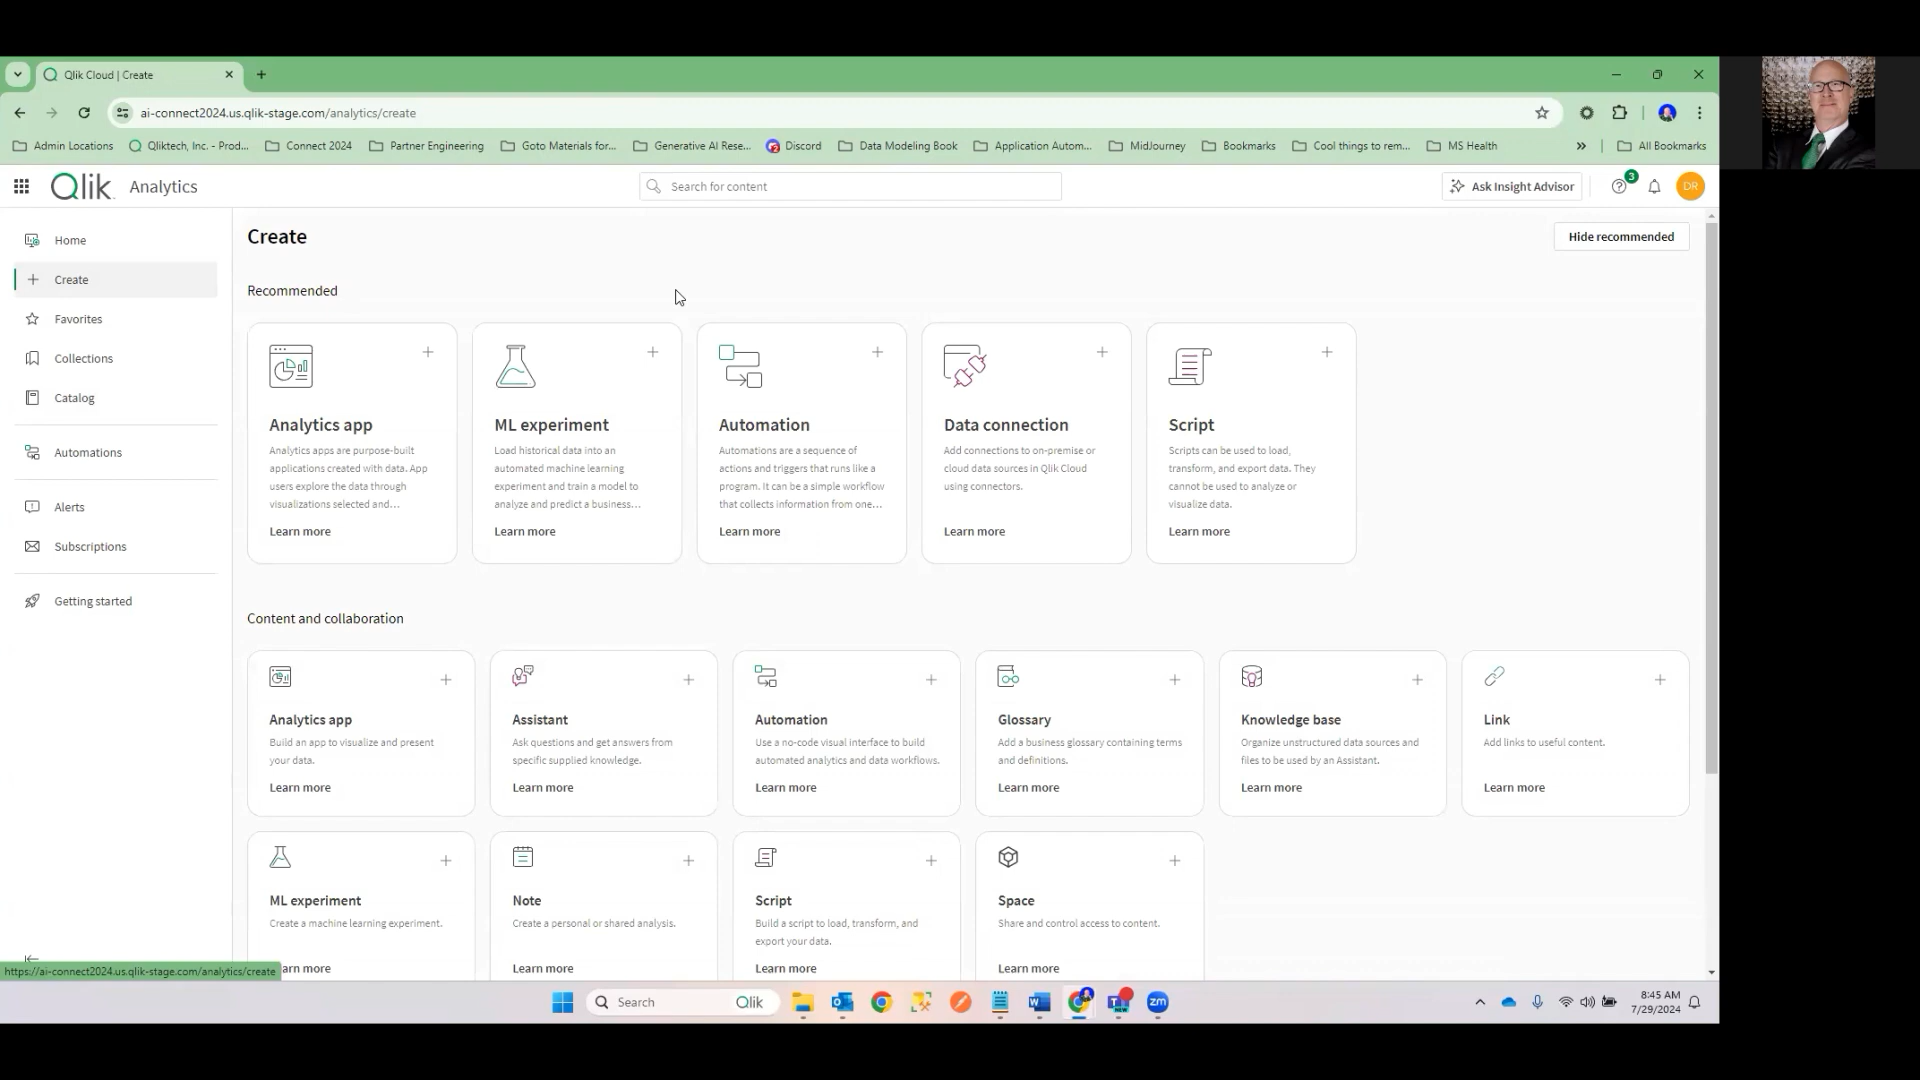 Qlik Cloud | Create
ai-connect2024.us.qlik-stage.com/analytics/create
Admin Locations
Qliktech, Inc. - Prod...
Connect 2024
Partner Engineering
Goto Materials for...
Generative AI Rese...
Discord
Data Modeling Book
Application Autom...
MidJourney
Bookmarks
Cool things to rem...
MS Health
»
All Bookmarks
Qlik
Analytics
Search for content
Ask Insight Advisor
3
DR
Home
Create
Favorites
Collections
Catalog
Automations
Alerts
Subscriptions
Getting started
Create
Hide recommended
Recommended
Analytics app
Analytics apps are purpose-built
applications created with data. App
users explore the data through
visualizations selected and...
Learn more
ML experiment
Load historical data into an
automated machine learning
experiment and train a model to
analyze and predict a business...
Learn more
Automation
Automations are a sequence of
actions and triggers that runs like a
program. It can be a simple workflow
that collects information from one...
Learn more
Data connection
Add connections to on-premise or
cloud data sources in Qlik Cloud
using connectors.
Learn more
Script
Scripts can be used to load,
transform, and export data. They
cannot be used to analyze or
visualize data.
Learn more
Content and collaboration
Analytics app
Build an app to visualize and present
your data.
Learn more
Assistant
Ask questions and get answers from
specific supplied knowledge.
Learn more
Automation
Use a no-code visual interface to build
automated analytics and data workflows.
Learn more
Glossary
Add a business glossary containing terms
and definitions.
Learn more
Knowledge base
Organize unstructured data sources and
files to be used by an Assistant.
Learn more
Link
Add links to useful content.
Learn more
ML experiment
Create a machine learning experiment.
arn more
Note
Create a personal or shared analysis.
Learn more
Script
Build a script to load, transform, and
export your data.
Learn more
Space
Share and control access to content.
Learn more
https://ai-connect2024.us.qlik-stage.com/analytics/create
Search
Qlik
NEW
zm
8:45 AM
7/29/2024